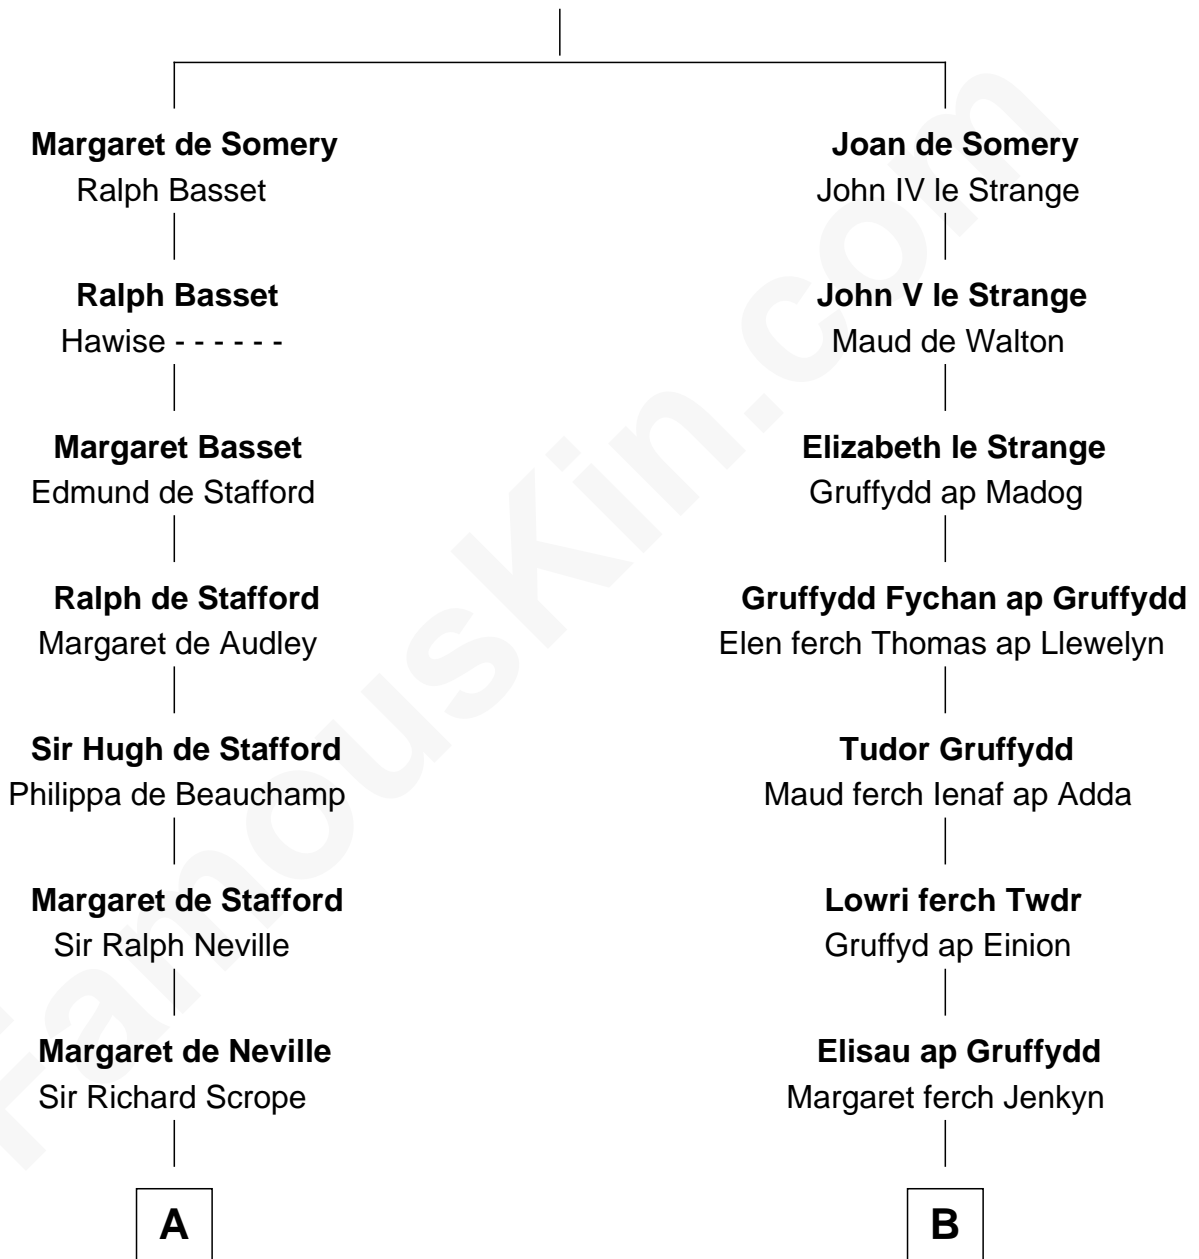 Margaret de Somery
Ralph Basset
Ralph Basset
Hawise - - - - - -
Margaret Basset
Edmund de Stafford
Ralph de Stafford
Margaret de Audley
Sir Hugh de Stafford
Philippa de Beauchamp
Margaret de Stafford
Sir Ralph Neville
Margaret de Neville
Sir Richard Scrope
A
Joan de Somery
John IV le Strange
John V le Strange
Maud de Walton
Elizabeth le Strange
Gruffydd ap Madog
Gruffydd Fychan ap Gruffydd
Elen ferch Thomas ap Llewelyn
Tudor Gruffydd
Maud ferch Ienaf ap Adda
Lowri ferch Twdr
Gruffyd ap Einion
Elisau ap Gruffydd
Margaret ferch Jenkyn
B
FamousKin.com